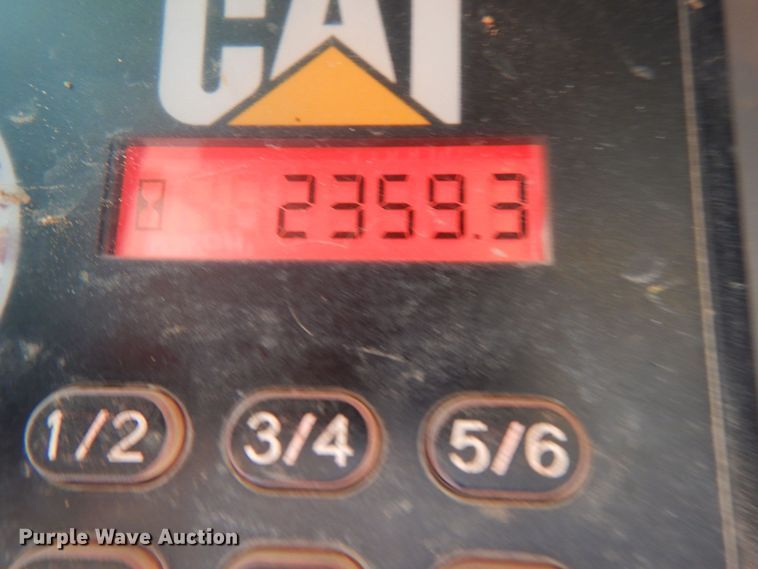 CAT
2359.3
1/2 3/4 5/6
Purple Wave Auction